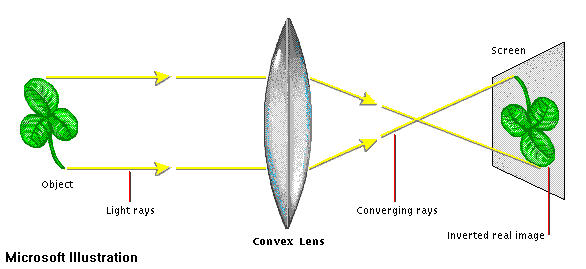 Screen
Object
Light rays
Converging rays
Convex Lens
Inverted real image
Microsoft Illustration